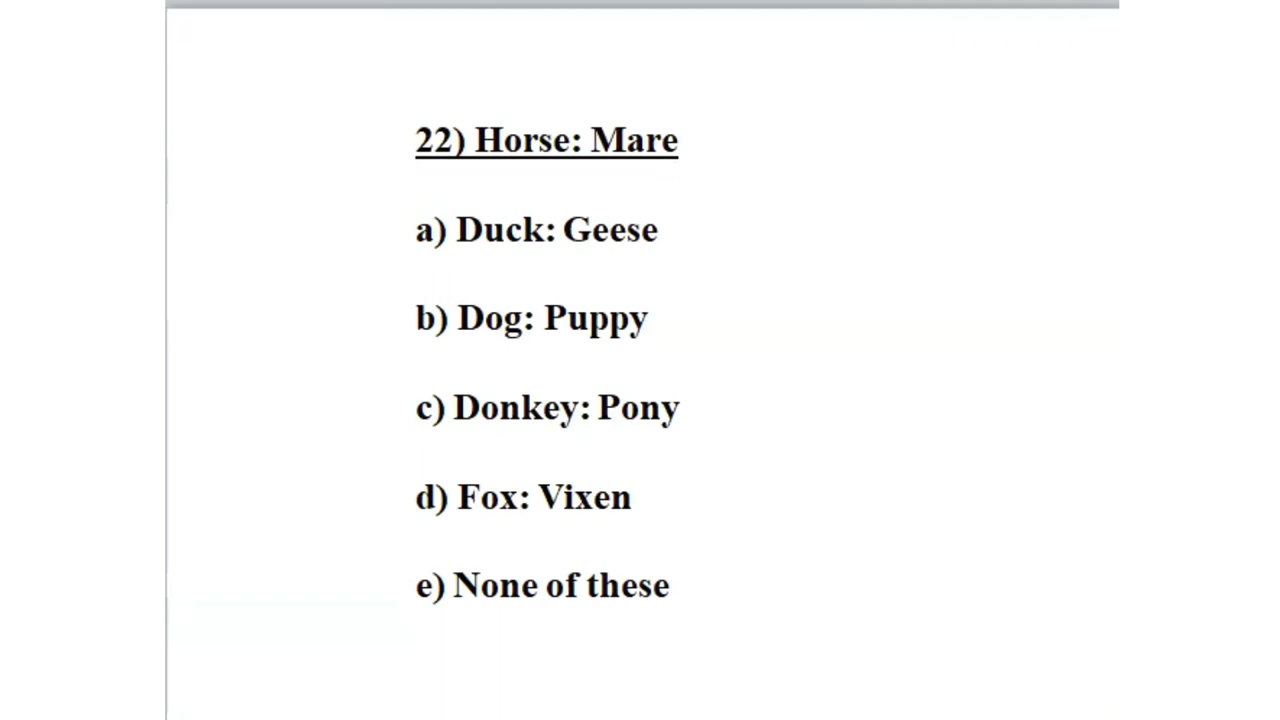 22) Horse: Mare
a) Duck: Geese
b) Dog: Puppy
c) Donkey: Pony
d) Fox: Vixen
e) None of these